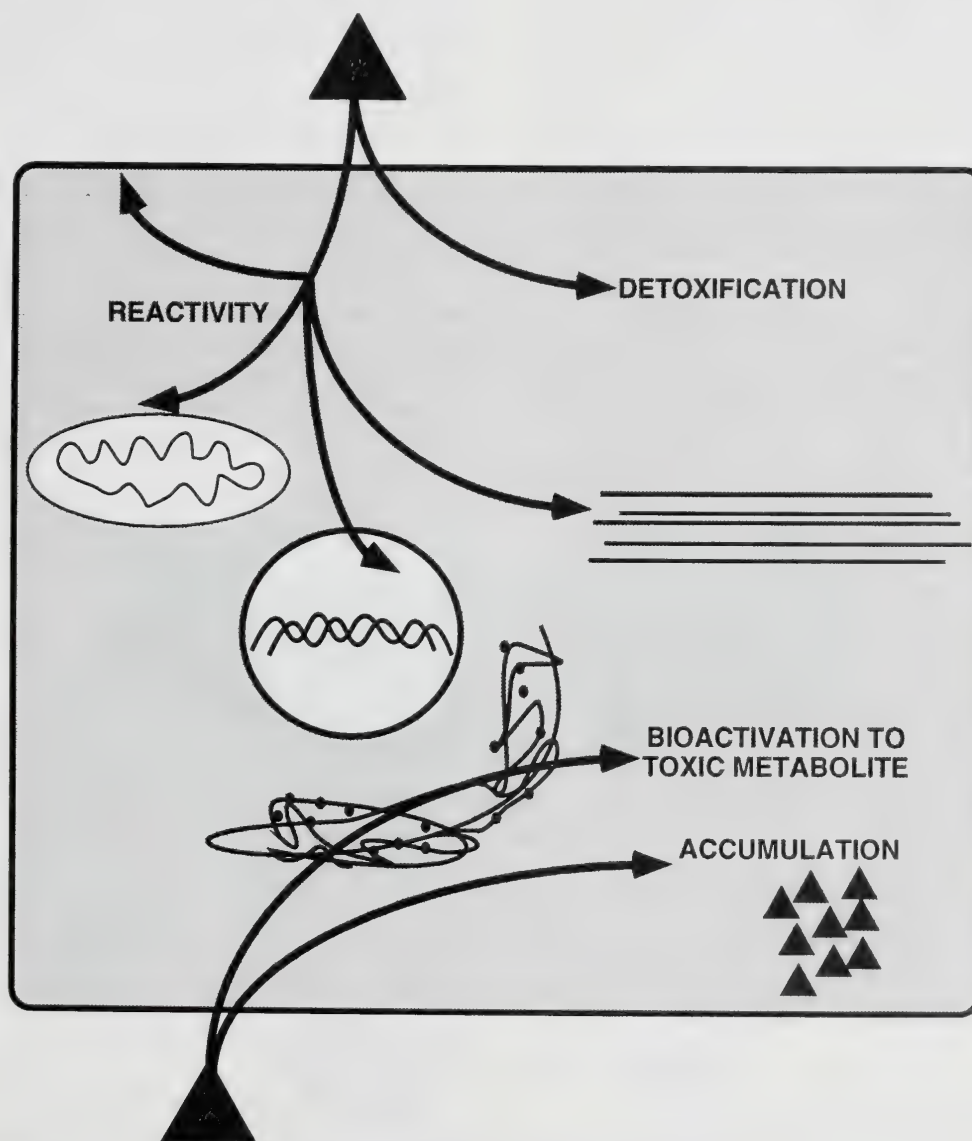 DETOXIFICATION
REACTIVITY
BIOACTIVATION TO
TOXIC METABOLITE
ACCUMULATION